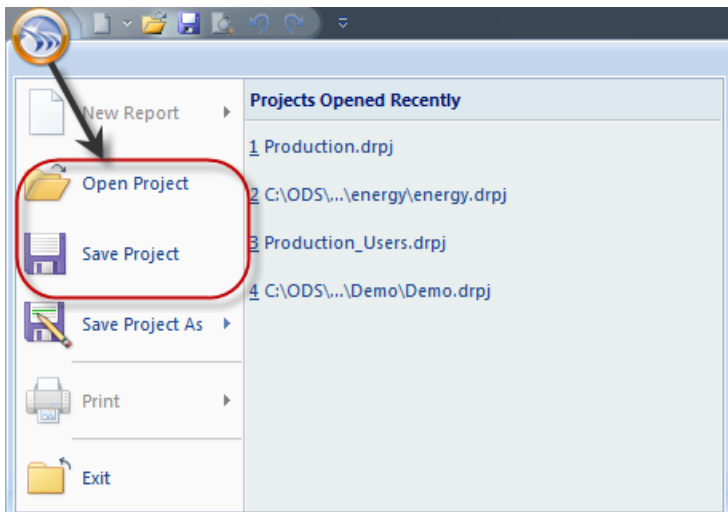 New Report
Open Project
Save Project
Save Project As
Print
Exit
Projects Opened Recently
1 Production.drpj
2 C:\ODS\...\energy\energy.drpj
3 Production_Users.drpj
4 C:\ODS\...\Demo\Demo.drpj